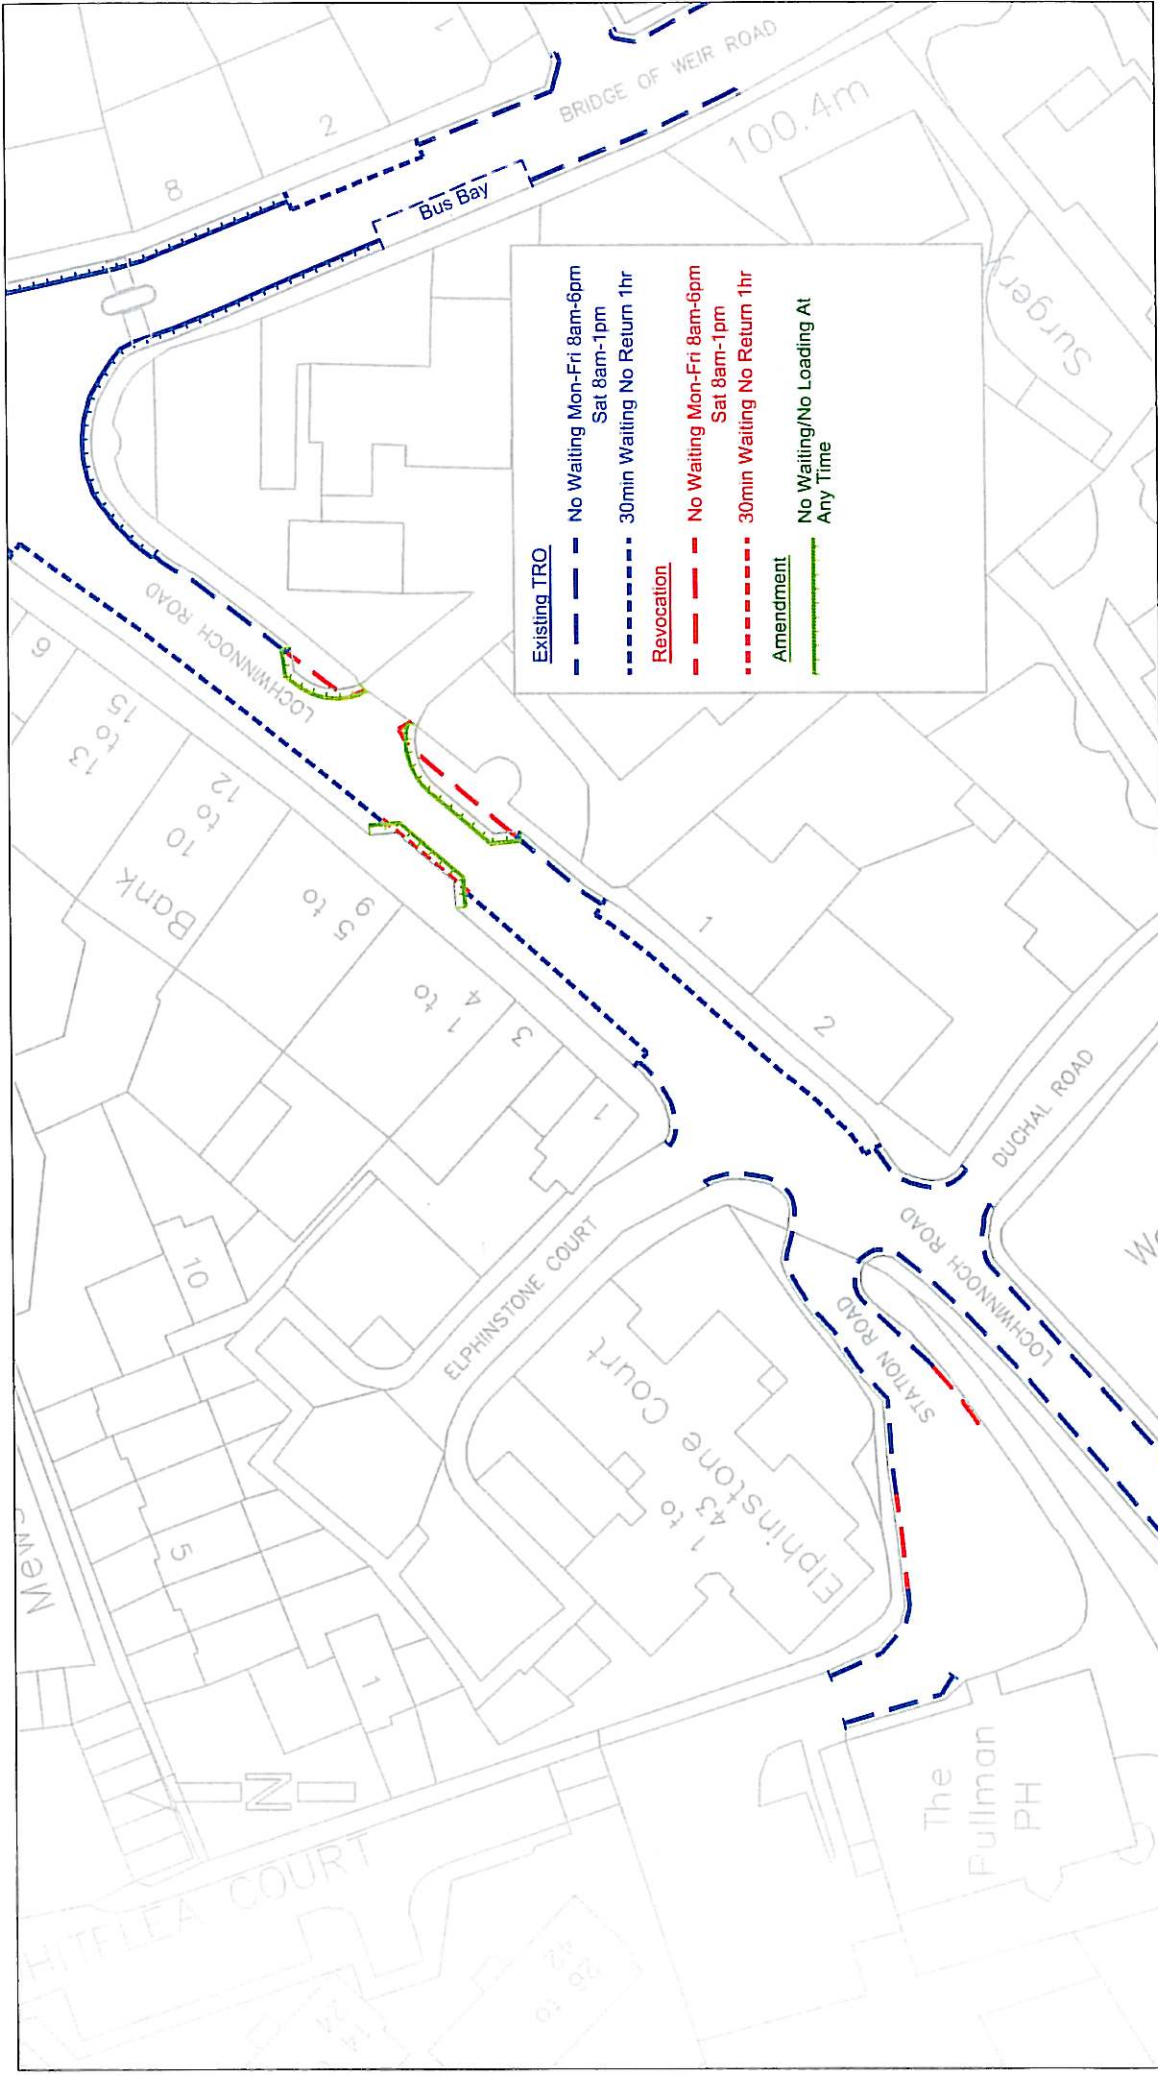 Existing TRO
No Waiting Mon-Fri 8am-6pm
Sat 8am-1pm
30min Waiting No Return 1hr
Revocation
No Waiting Mon-Fri 8am-6pm
Sat 8am-1pm
30min Waiting No Return 1hr
Amendment
No Waiting/No Loading At
Any Time
BRIDGE OF WEIR ROAD
100.4m
Bus Bay
1
2
8
Surgery
LOCHWINNOCH ROAD
6
13
to
15
10
to
12
Bank
5 to
9
1 to
4
3
1
1
2
DUCHAL ROAD
LOCHWINNOCH ROAD
STATION ROAD
ELPHINSTONE COURT
1 to
43
Elphinstone Court
10
5
1
Mews
N
The
Pullman
PH